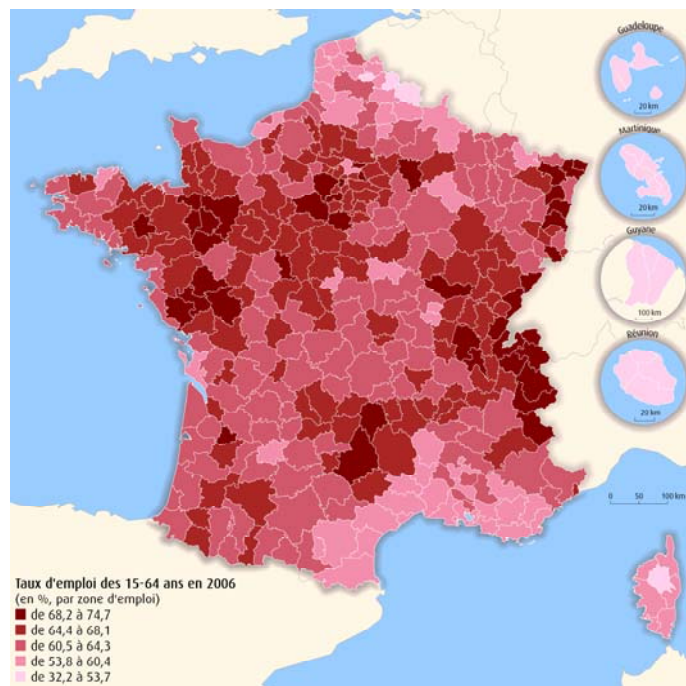 Guadeloupe
20 km
Martinique
20 km
Guyane
100 km
Réunion
20 km
0 50 100 km
Taux d'emploi des 15-64 ans en 2006
(en %, par zone d'emploi)
de 68,2 à 74,7
de 64,4 à 68,1
de 60,5 à 64,3
de 53,8 à 60,4
de 32,2 à 53,7